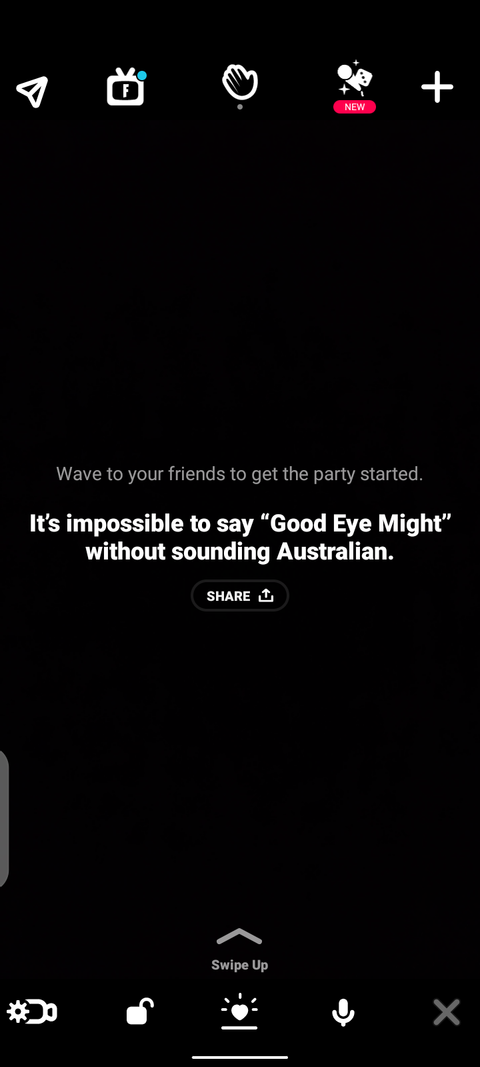 F
NEW
Wave to your friends to get the party started.
It’s impossible to say “Good Eye Might”
without sounding Australian.
SHARE
Swipe Up